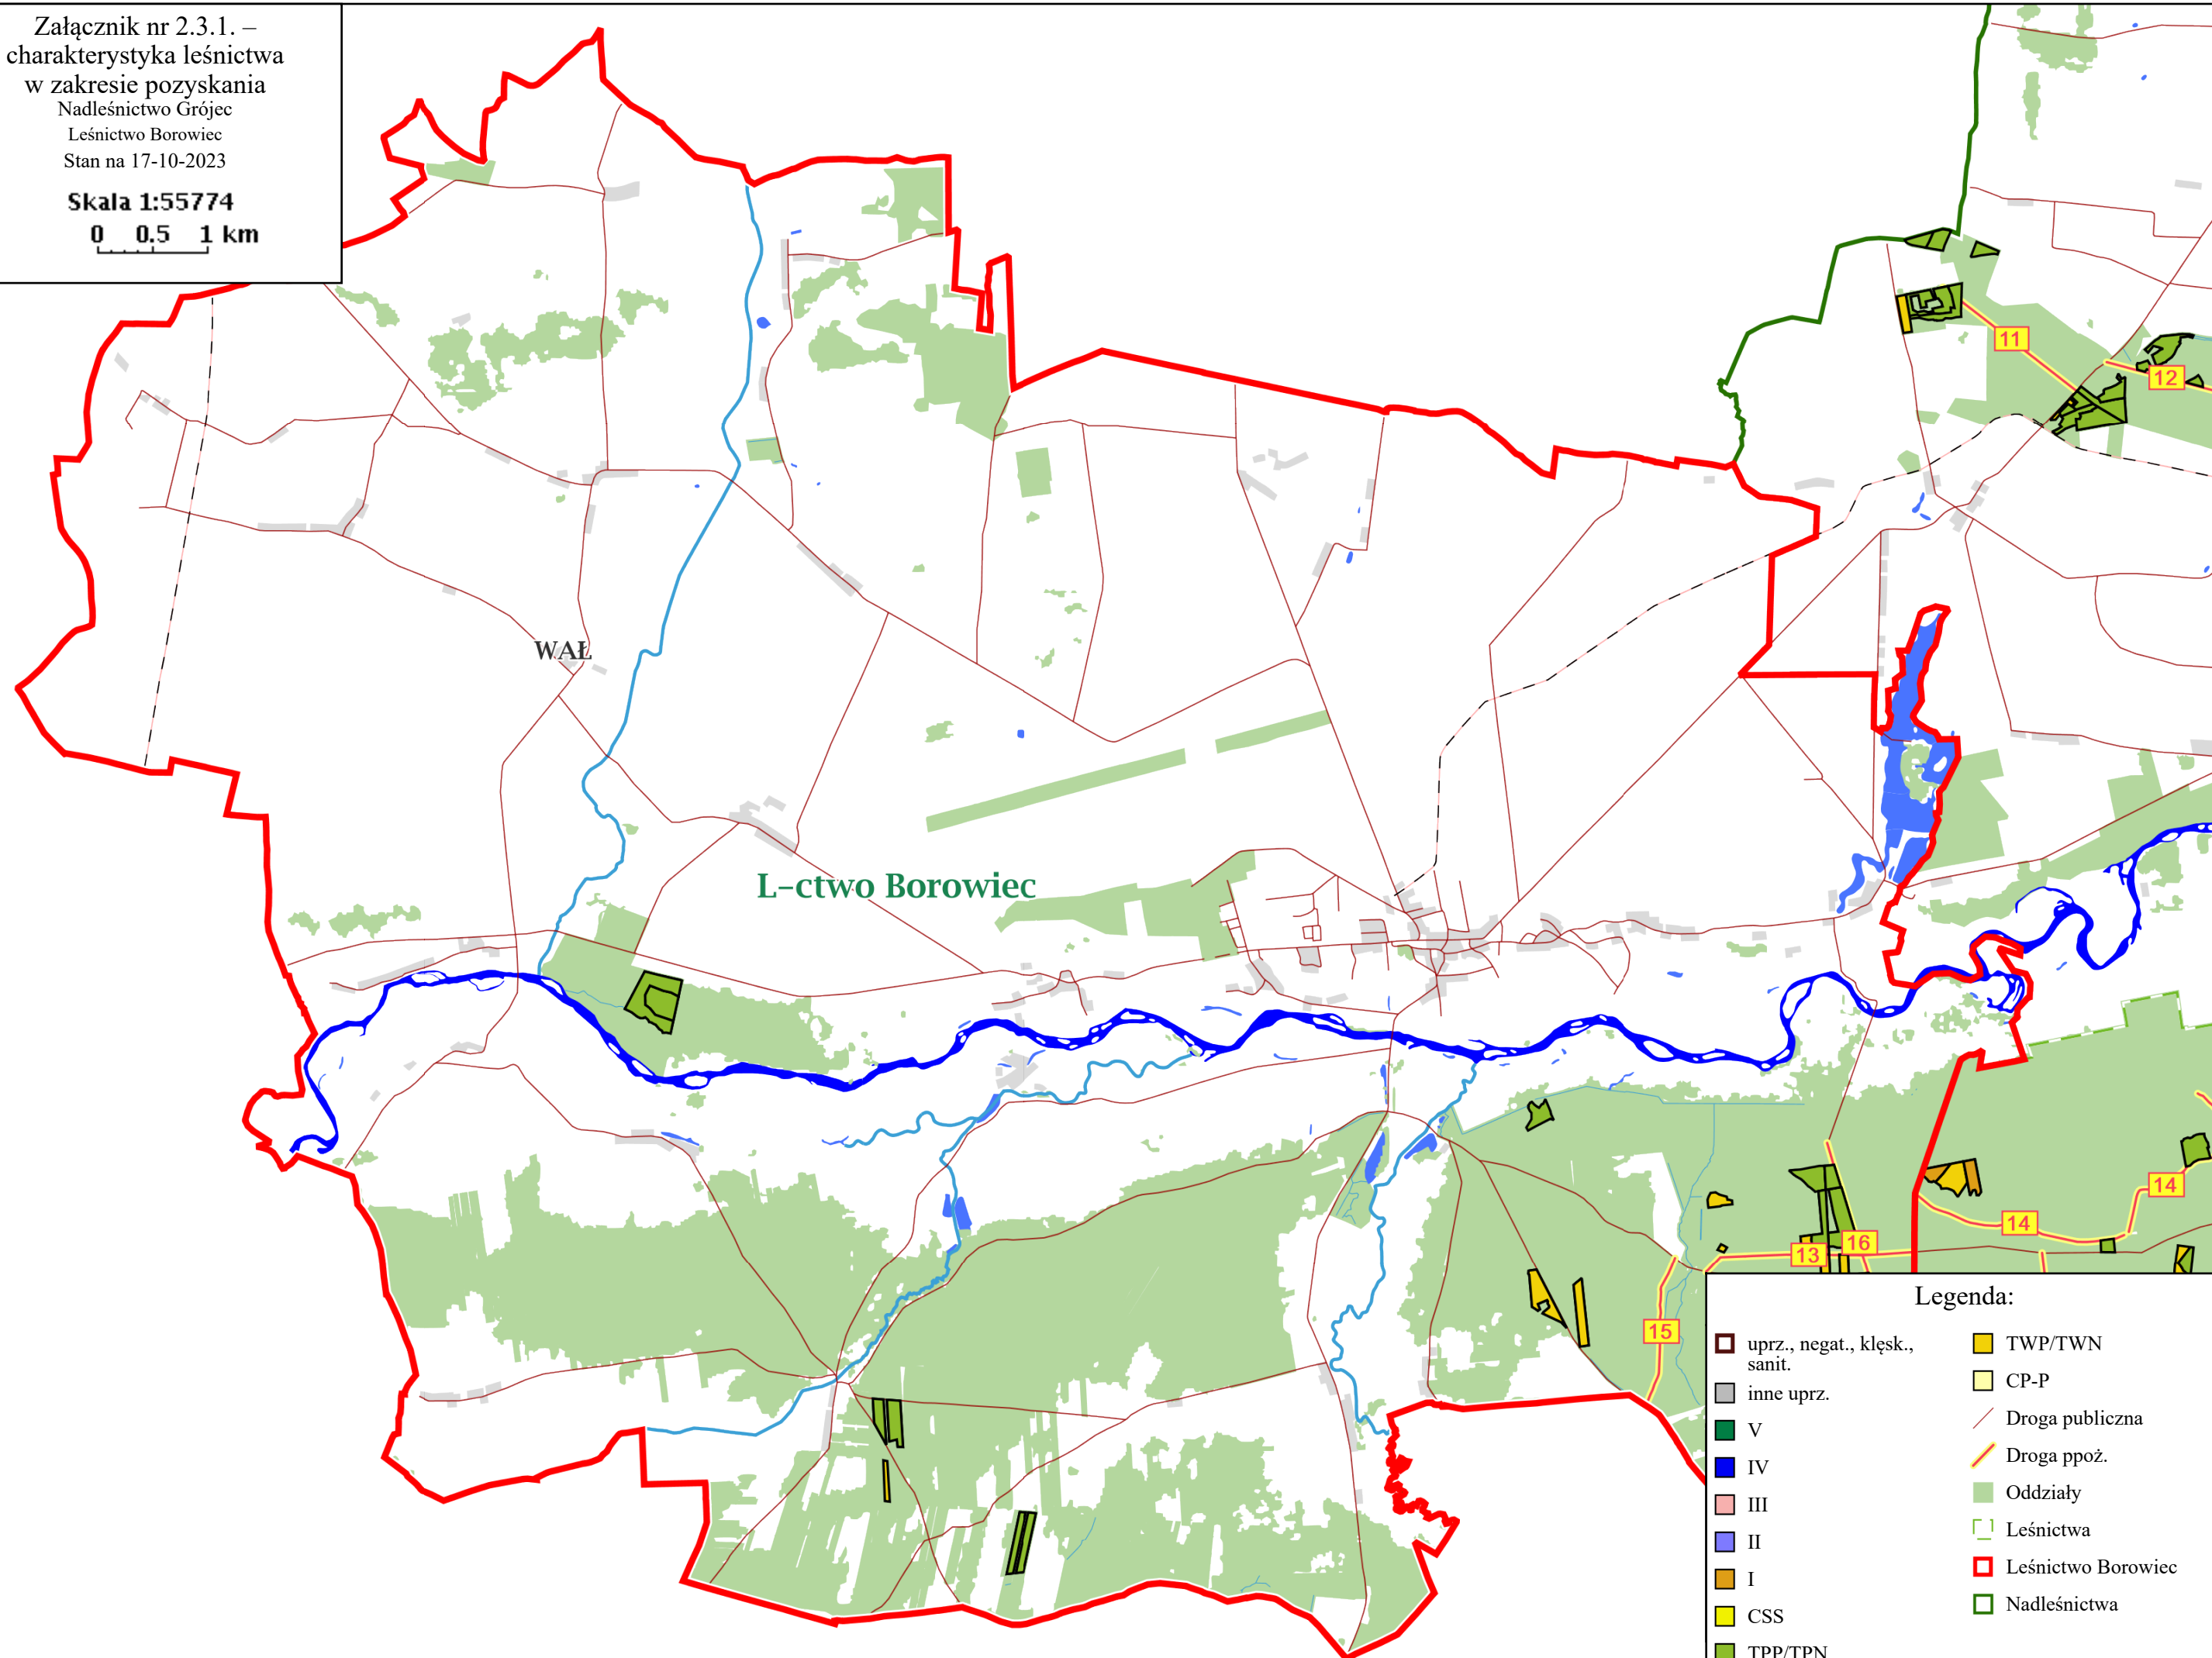 Załącznik nr 2.3.1. –
charakterystyka leśnictwa
w zakresie pozyskania
Nadleśnictwo Grójec
Leśnictwo Borowiec
Stan na 17-10-2023
Skala 1:55774
0 0.5 1 km
11
12
WAŁ
L-ctwo Borowiec
14
14
13
16
15
Legenda:
uprz., negat., klęsk.,
sanit.
inne uprz.
V
IV
III
II
I
CSS
TPP/TPN
TWP/TWN
CP-P
Droga publiczna
Droga ppoż.
Oddziały
Leśnictwa
Leśnictwo Borowiec
Nadleśnictwa